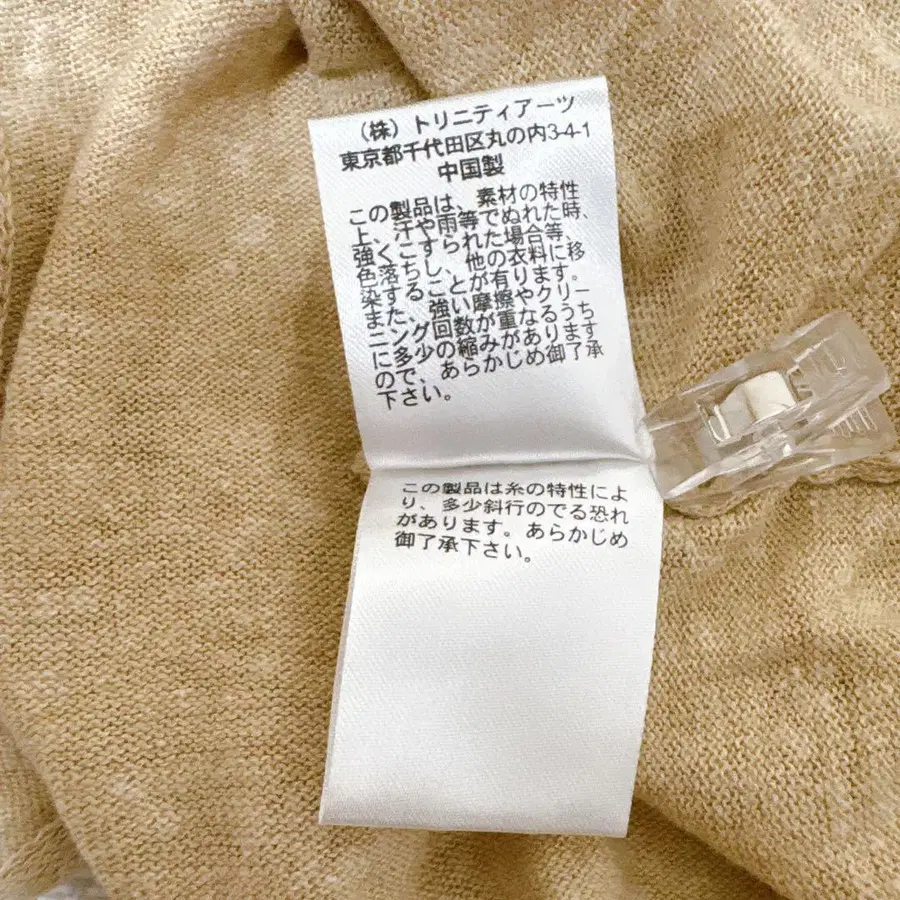 （株）トリニティアーツ
東京都千代田区丸の内3-4-1
中国製
この製品は、素材の特性
上、汗や雨等でぬれた時、
強くこすられた場合等、
色落ちし、他の衣料に移
染することが有ります。
また、強い摩擦やクリー
ニング回数が重なるうち
に多少の縮みがあります
ので、あらかじめ御了承
下さい。
この製品は糸の特性によ
り、多少斜行のでる恐れ
があります。あらかじめ
御了承下さい。